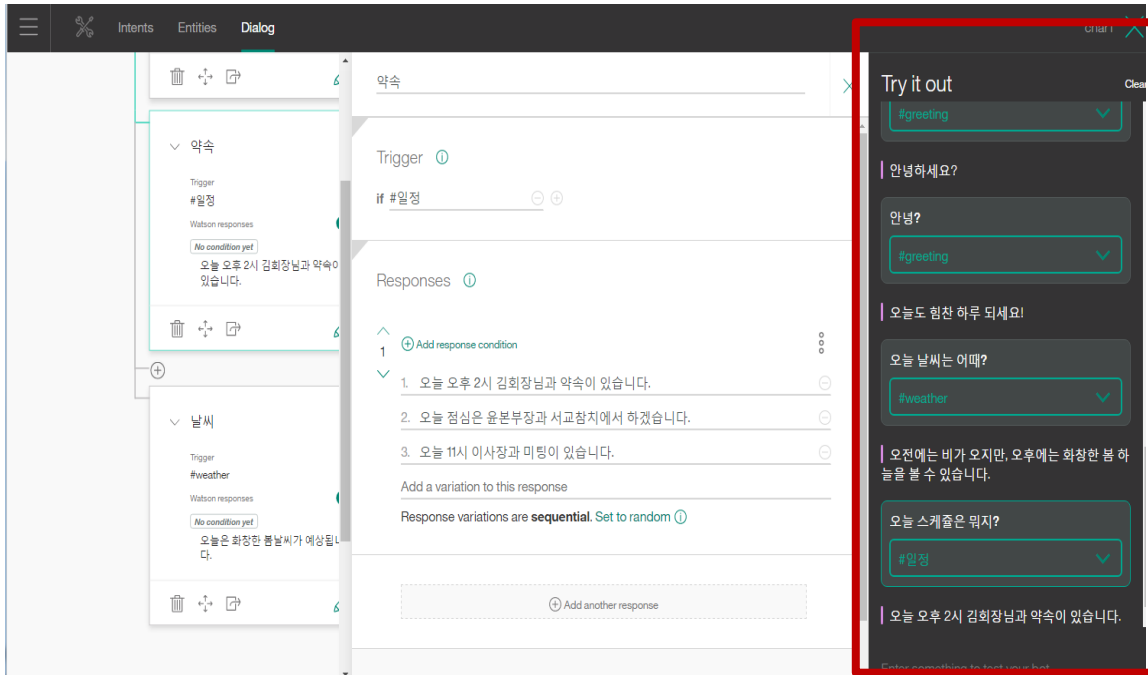 Intents Entities Dialog
약속
Trigger
#일정
Watson responses
No condition yet
오늘 오후 2시 김회장님과 약속이
있습니다.
날씨
Trigger
#weather
Watson responses
No condition yet
오늘은 화창한 봄날씨가 예상됩니
다.
약속
Trigger
if #일정
Responses
1
Add response condition
1. 오늘 오후 2시 김회장님과 약속이 있습니다.
2. 오늘 점심은 윤본부장과 서교참치에서 하겠습니다.
3. 오늘 11시 이사장과 미팅이 있습니다.
Add a variation to this response
Response variations are sequential. Set to random
Add another response
Try it out
Clear
#greeting
안녕하세요?
안녕?
#greeting
오늘도 힘찬 하루 되세요!
오늘 날씨는 어때?
#weather
오전에는 비가 오지만, 오후에는 화창한 봄 하
늘을 볼 수 있습니다.
오늘 스케쥴은 뭐지?
#일정
오늘 오후 2시 김회장님과 약속이 있습니다.
Enter something to test your bot